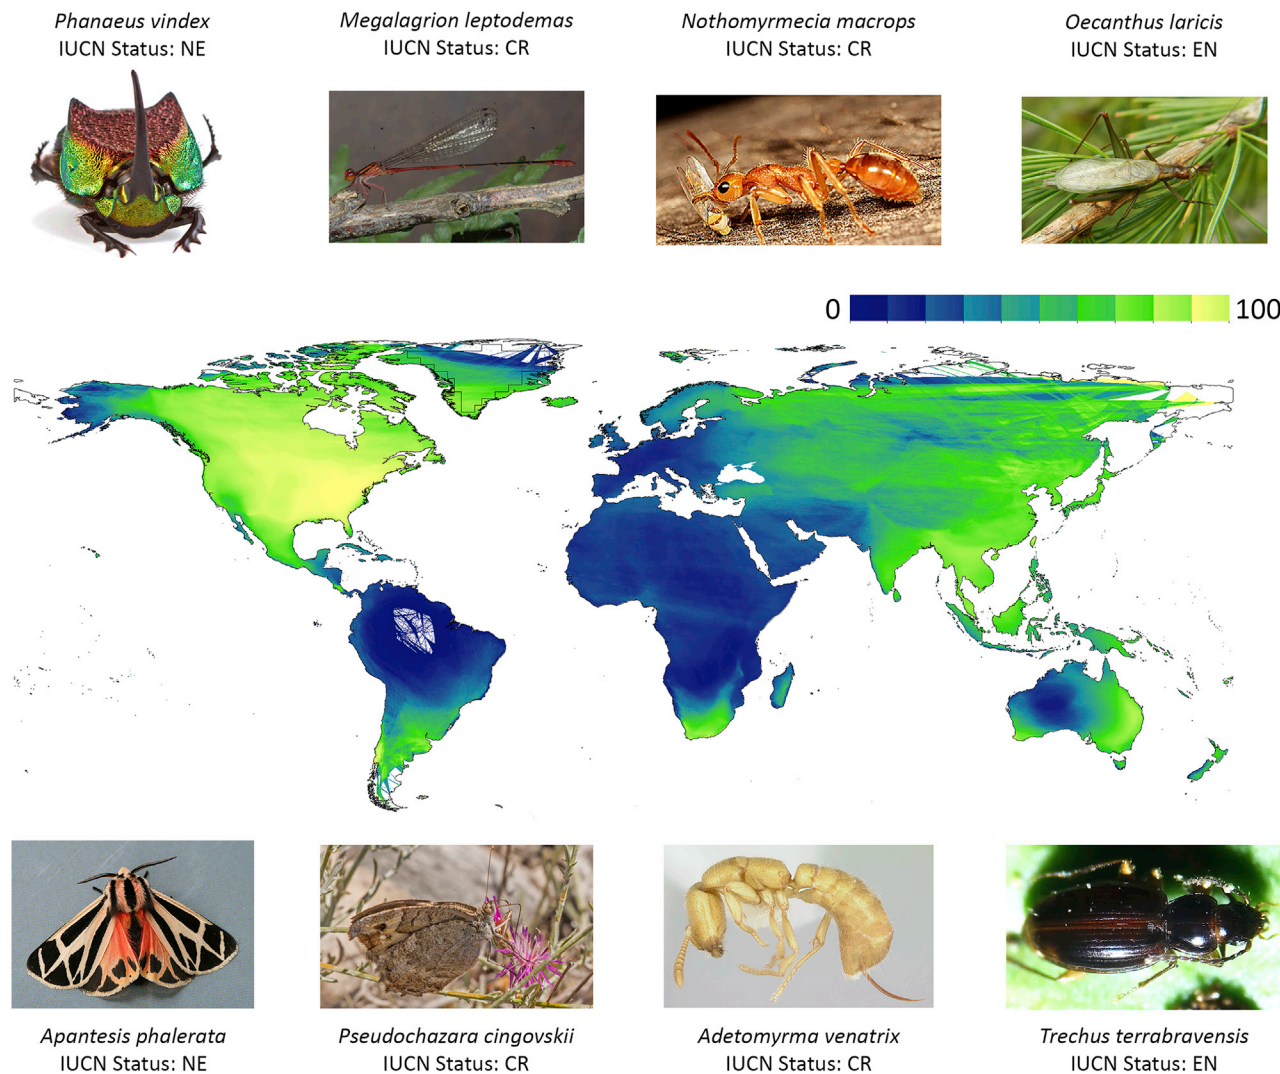 Phanaeus vindex
IUCN Status: NE
Megalagrion leptodemas
IUCN Status: CR
Nothomyrmecia macrops
IUCN Status: CR
Oecanthus laricis
IUCN Status: EN
0
100
Apantesis phalerata
IUCN Status: NE
Pseudochazara cingovskii
IUCN Status: CR
Adetomyrma venatrix
IUCN Status: CR
Trechus terrabravensis
IUCN Status: EN